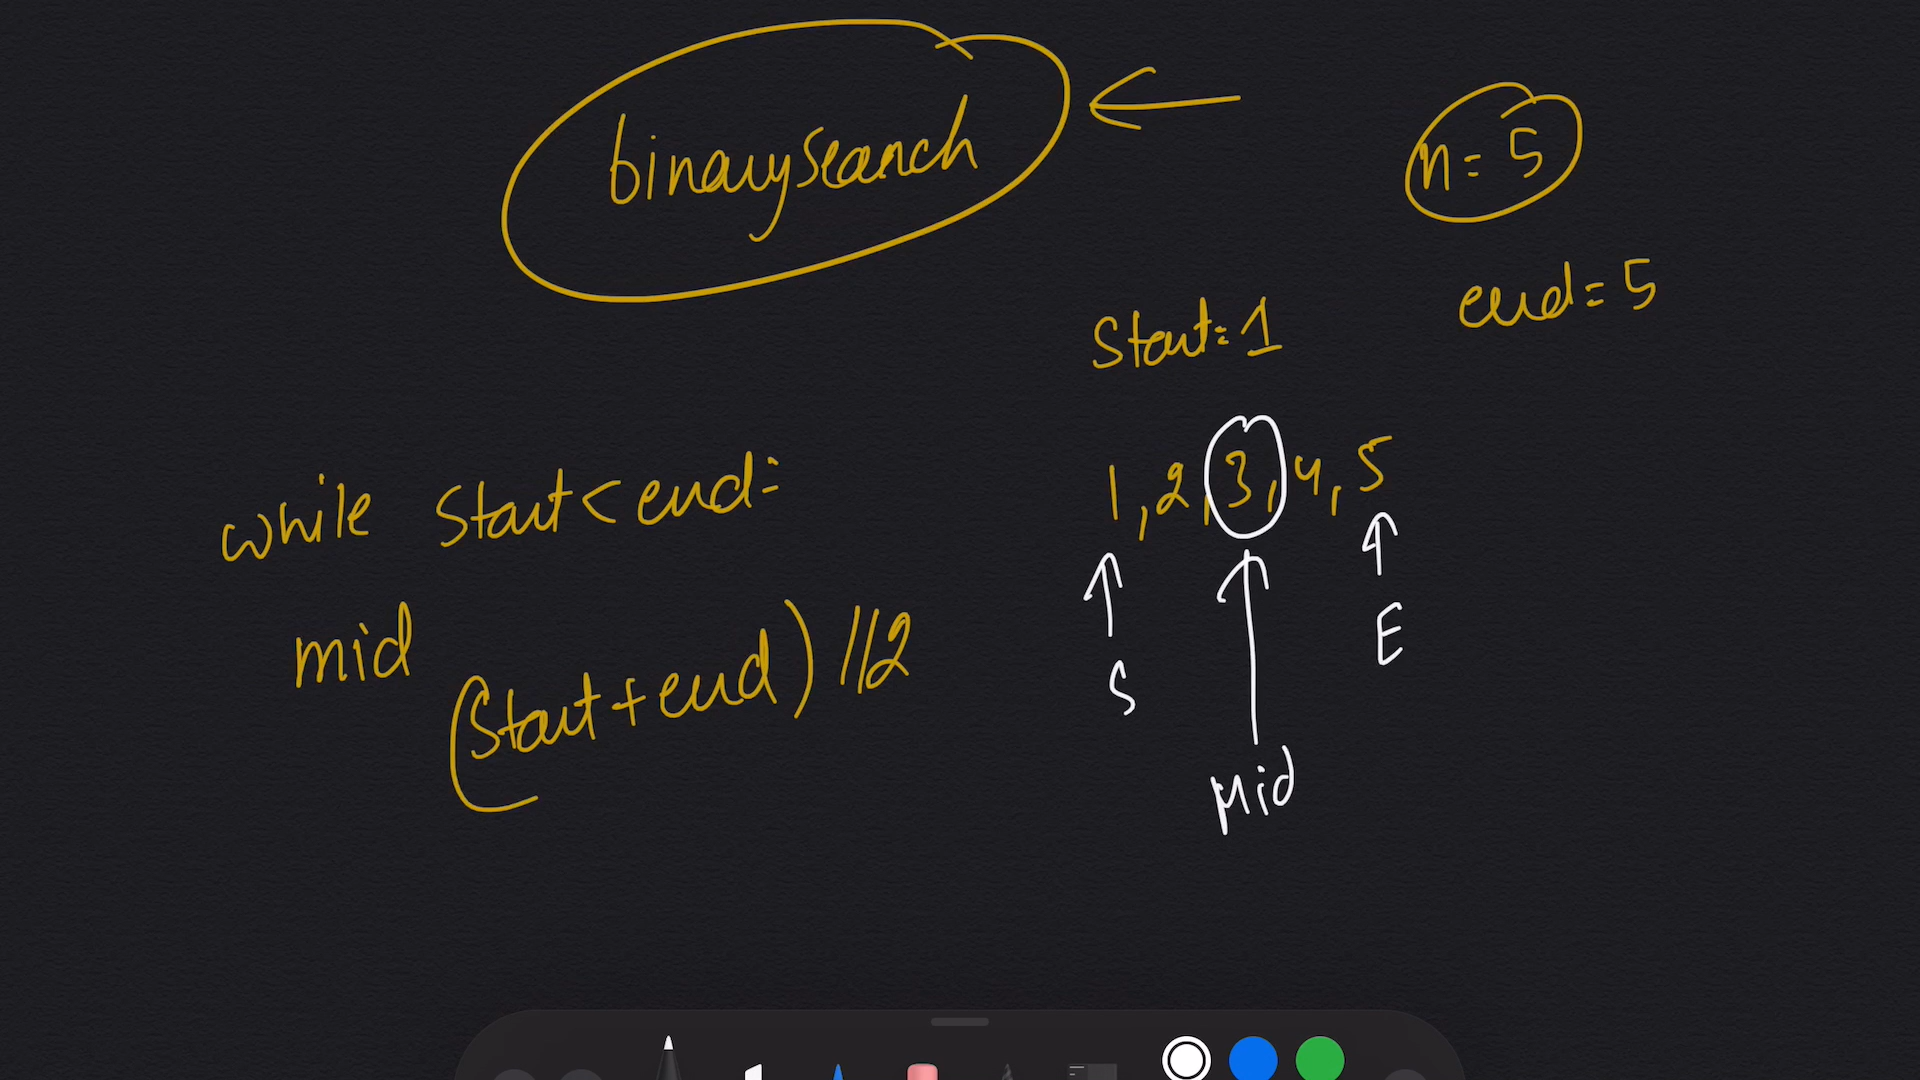 binarysearch
n=5
end=5
Start=1
1,2,3,4,5
while Start<end:
mid
(Start+end)//2
S
E
Mid